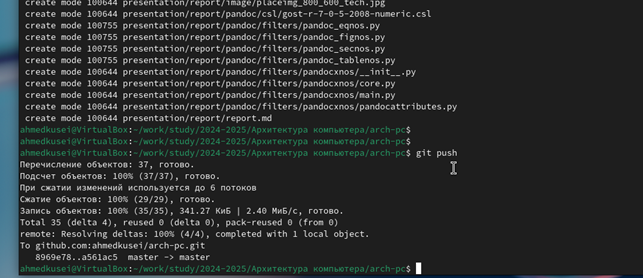 create mode 100644 presentation/report/image/placeimg_800_600_tech.jpg
create mode 100644 presentation/report/pandoc/csl/gost-r-7-0-5-2008-numeric.csl
create mode 100755 presentation/report/pandoc/filters/pandoc_eqnos.py
create mode 100755 presentation/report/pandoc/filters/pandoc_fignos.py
create mode 100755 presentation/report/pandoc/filters/pandoc_secnos.py
create mode 100755 presentation/report/pandoc/filters/pandoc_tablenos.py
create mode 100644 presentation/report/pandoc/filters/pandocxnos/__init__.py
create mode 100644 presentation/report/pandoc/filters/pandocxnos/core.py
create mode 100644 presentation/report/pandoc/filters/pandocxnos/main.py
create mode 100644 presentation/report/pandoc/filters/pandocxnos/pandocattributes.py
create mode 100644 presentation/report/report.md
ahmedkusei@VirtualBox:~/work/study/2024-2025/Архитектура компьютера/arch-pc$
ahmedkusei@VirtualBox:~/work/study/2024-2025/Архитектура компьютера/arch-pc$
ahmedkusei@VirtualBox:~/work/study/2024-2025/Архитектура компьютера/arch-pc$ git push
Перечисление объектов: 37, готово.
Подсчет объектов: 100% (37/37), готово.
При сжатии изменений используется до 6 потоков
Сжатие объектов: 100% (29/29), готово.
Запись объектов: 100% (35/35), 341.27 КиБ | 2.40 МиБ/с, готово.
Total 35 (delta 4), reused 0 (delta 0), pack-reused 0 (from 0)
remote: Resolving deltas: 100% (4/4), completed with 1 local object.
To github.com:ahmedkusei/arch-pc.git
8969e78..a561ac5 master -> master
ahmedkusei@VirtualBox:~/work/study/2024-2025/Архитектура компьютера/arch-pc$